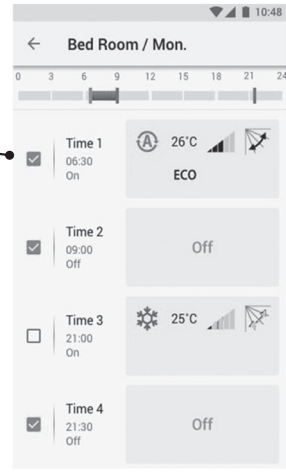 10:48
Bed Room / Mon.
0 3 6 9 12 15 18 21 24
Time 1
06:30
On
A 26°C
ECO
Time 2
09:00
Off
Off
Time 3
21:00
On
25°C
Time 4
21:30
Off
Off